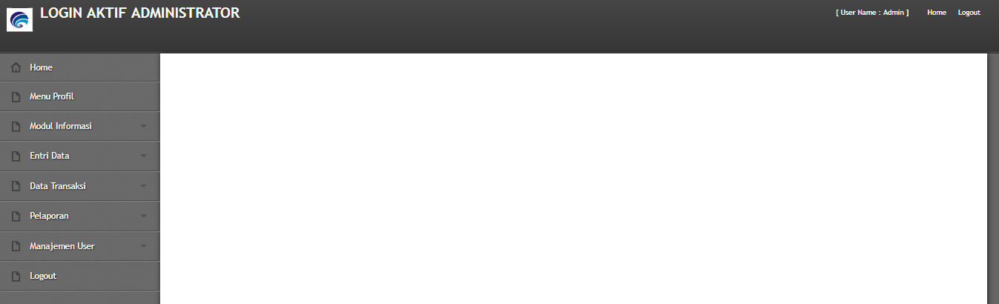 LOGIN AKTIF ADMINISTRATOR
[ User Name : Admin ] Home Logout
Home
Menu Profil
Modul Informasi
Entri Data
Data Transaksi
Pelaporan
Manajemen User
Logout